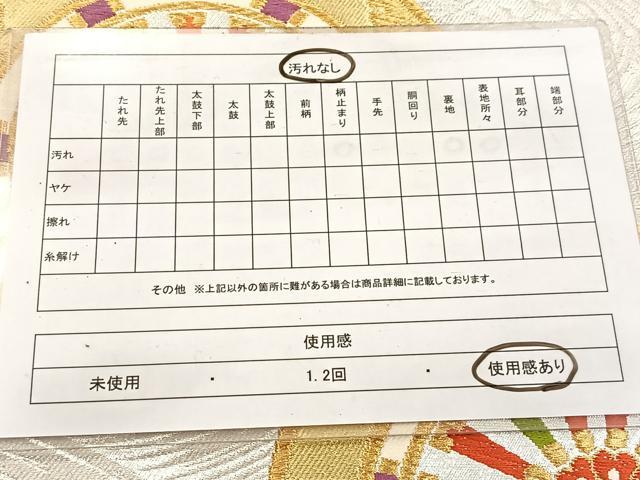 汚れなし
たれ先 たれ先上部 太鼓下部 太鼓 太鼓上部 前柄 柄止まり 手先 胴回り 裏地 表地所々 耳部分 端部分
汚れ
ヤケ
擦れ
糸解け
その他 ※上記以外の箇所に難がある場合は商品詳細に記載しております。
使用感
未使用 ・ 1.2回 ・ 使用感あり